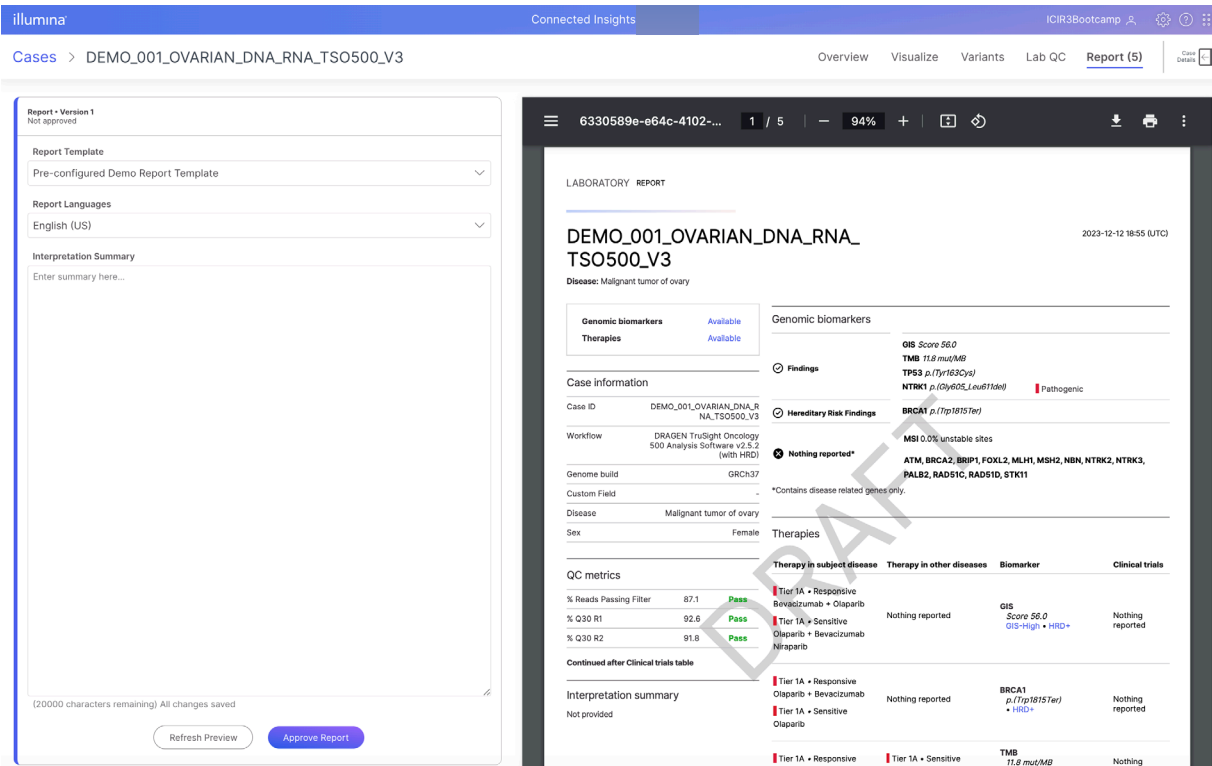 illumina
Connected Insights
ICIR3Bootcamp
Cases > DEMO_001_OVARIAN_DNA_RNA_TSO500_V3
Overview Visualize Variants Lab QC Report (5)
Case
Details
Report • Version 1
Not approved
Report Template
Pre-configured Demo Report Template
Report Languages
English (US)
Interpretation Summary
Enter summary here...
(20000 characters remaining) All changes saved
Refresh Preview Approve Report
6330589e-e64c-4102-... 1 / 5 94%
LABORATORY REPORT
DEMO_001_OVARIAN_DNA_RNA_
TSO500_V3
2023-12-12 18:55 (UTC)
Disease: Malignant tumor of ovary
Genomic biomarkers Available
Therapies Available
Case information
Case ID DEMO_001_OVARIAN_DNA_R
NA_TSO500_V3
Workflow DRAGEN TruSight Oncology
500 Analysis Software v2.5.2
(with HRD)
Genome build GRCh37
Custom Field -
Disease Malignant tumor of ovary
Sex Female
QC metrics
% Reads Passing Filter 87.1 Pass
% Q30 R1 92.6 Pass
% Q30 R2 91.8 Pass
Continued after Clinical trials table
Interpretation summary
Not provided
Genomic biomarkers
Findings
GIS Score 56.0
TMB 11.8 mut/MB
TP53 p.(Tyr163Cys)
NTRK1 p.(Gly605_Leu611del) Pathogenic
Hereditary Risk Findings BRCA1 p.(Trp1815Ter)
Nothing reported*
MSI 0.0% unstable sites
ATM, BRCA2, BRIP1, FOXL2, MLH1, MSH2, NBN, NTRK2, NTRK3,
PALB2, RAD51C, RAD51D, STK11
*Contains disease related genes only.
Therapies
Therapy in subject disease Therapy in other diseases Biomarker Clinical trials
Tier 1A • Responsive
Bevacizumab + Olaparib
Tier 1A • Sensitive
Olaparib + Bevacizumab
Niraparib
Nothing reported
GIS
Score 56.0
GIS-High • HRD+
Nothing
reported
Tier 1A • Responsive
Olaparib + Bevacizumab
Tier 1A • Sensitive
Olaparib
Nothing reported
BRCA1
p.(Trp1815Ter)
• HRD+
Nothing
reported
Tier 1A • Responsive
Tier 1A • Sensitive
TMB
11.8 mut/MB
Nothing
DRAFT